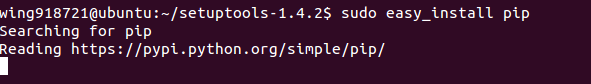 wing918721@ubuntu:~/setuptools-1.4.2$ sudo easy_install pip
Searching for pip
Reading https://pypi.python.org/simple/pip/